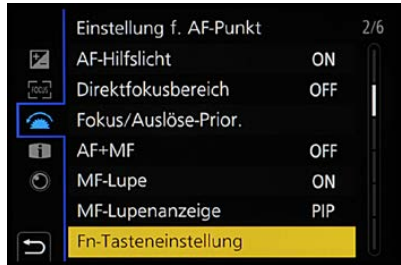 Einstellung f. AF-Punkt 2/6
AF-Hilfslicht ON
FOCUS Direktfokusbereich OFF
Fokus/Auslöse-Prior.
AF+MF OFF
MF-Lupe ON
MF-Lupenanzeige PIP
Fn-Tasteneinstellung